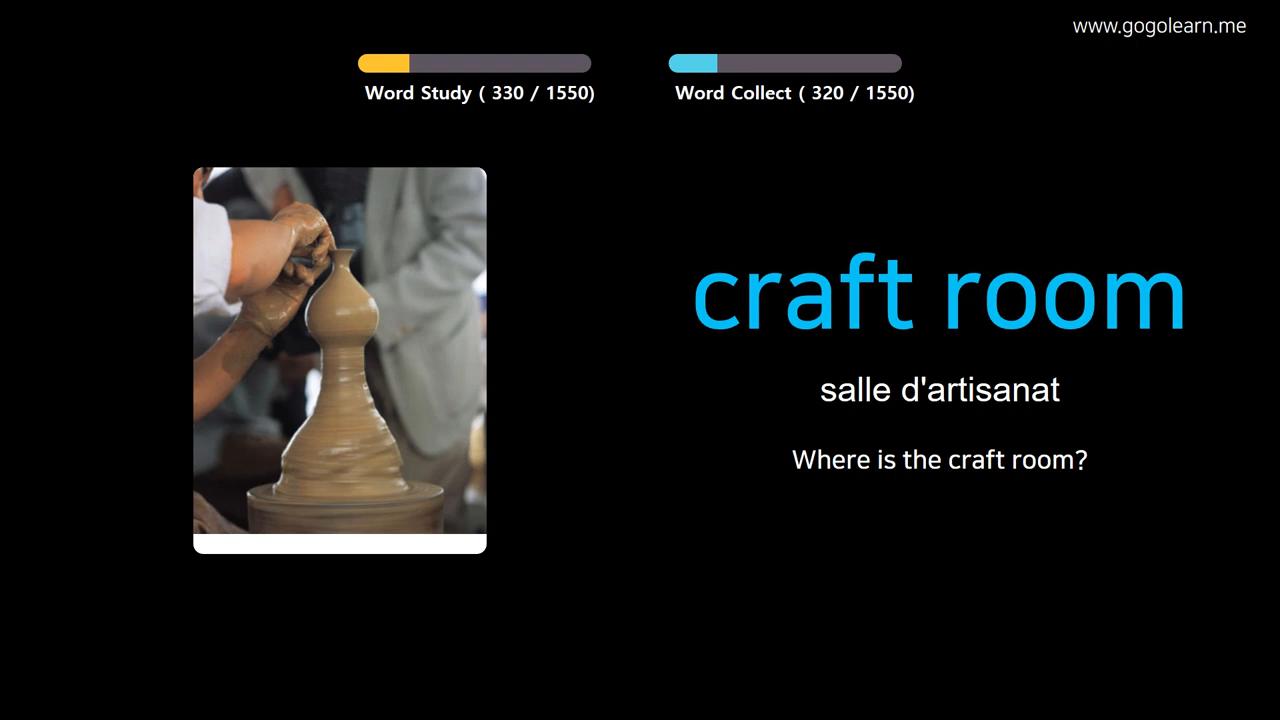 www.gogolearn.me
Word Study ( 330 / 1550)
Word Collect ( 320 / 1550)
craft room
salle d'artisanat
Where is the craft room?